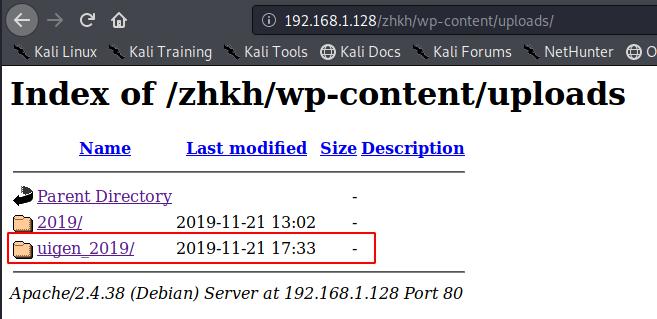 192.168.1.128/zhkh/wp-content/uploads/
Kali Linux Kali Training Kali Tools Kali Docs Kali Forums NetHunter O
Index of /zhkh/wp-content/uploads
Name Last modified Size Description
Parent Directory -
2019/ 2019-11-21 13:02 -
uigen_2019/ 2019-11-21 17:33 -
Apache/2.4.38 (Debian) Server at 192.168.1.128 Port 80